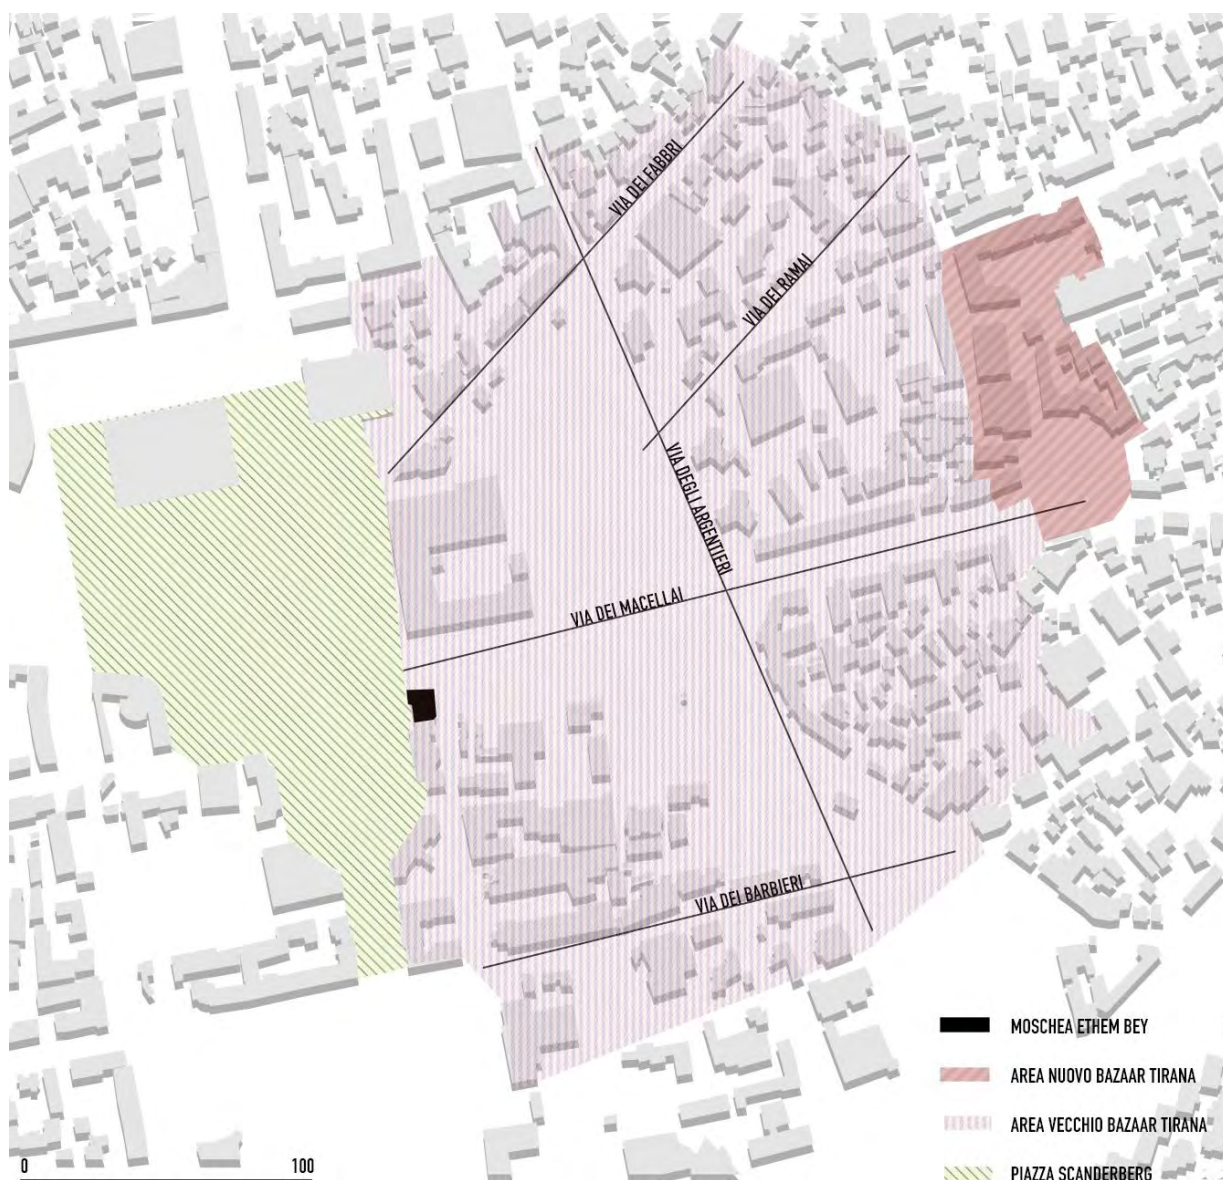 VIA DEI FABBRI
VIA DEI RAMAI
VIA DEGLI ARGENTIERI
VIA DEI MACELLAI
VIA DEI BARBIERI
MOSCHEA ETHEM BEY
AREA NUOVO BAZAAR TIRANA
AREA VECCHIO BAZAAR TIRANA
PIAZZA SCANDERBERG
0 100